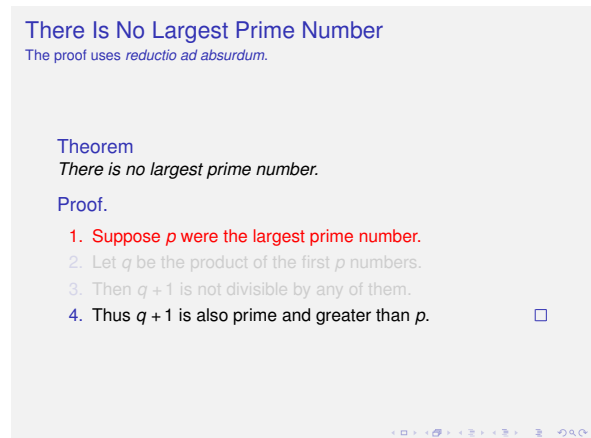 There Is No Largest Prime Number
The proof uses reductio ad absurdum.
Theorem
There is no largest prime number.
Proof.
1. Suppose p were the largest prime number.
2. Let q be the product of the first p numbers.
3. Then q + 1 is not divisible by any of them.
4. Thus q + 1 is also prime and greater than p.